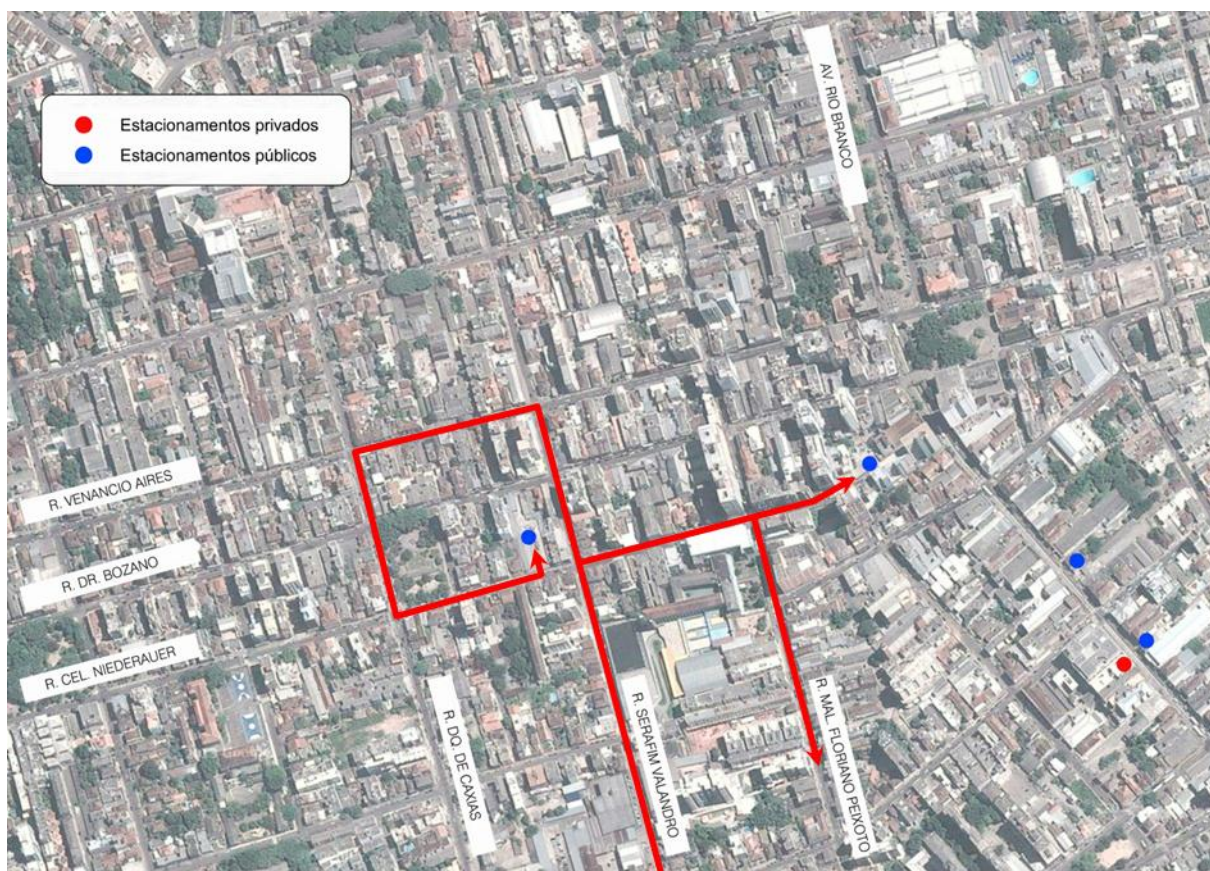 Estacionamentos privados
Estacionamentos públicos
AV. RIO BRANCO
R. VENANCIO AIRES
R. DR. BOZANO
R. CEL. NIEDERAUER
R. DQ. DE CAXIAS
R. SERAFIM VALANDRO
R. MAL. FLORIANO PEIXOTO